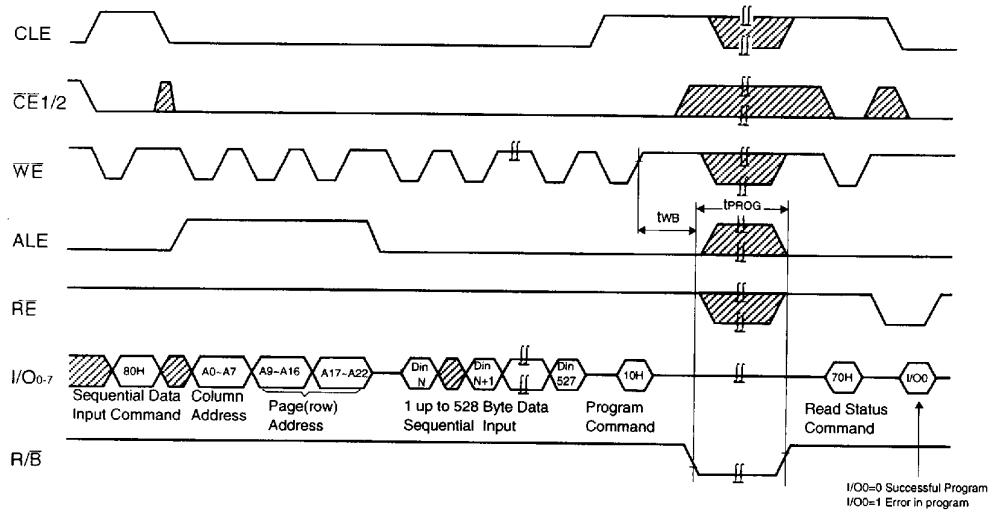 CLE
CE1/2
WE
tWB
tPROG
ALE
RE
I/O0-7
80H
A0~A7
A9~A16
A17~A22
Din
N
Din
N+1
Din
527
10H
70H
I/O0
Sequential Data
Input Command
Column
Address
Page(row)
Address
1 up to 528 Byte Data
Sequential Input
Program
Command
Read Status
Command
R/B
I/O0=0 Successful Program
I/O0=1 Error in program